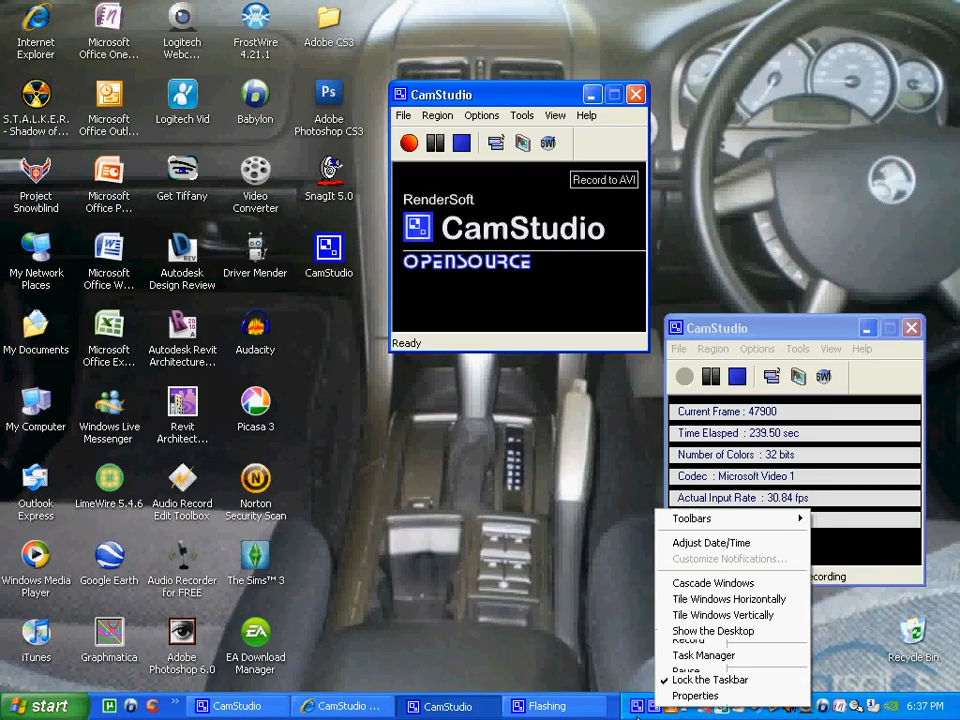 Internet
Explorer
Microsoft
Office One...
Logitech
Webc...
FrostWire
4.21.1
Adobe CS3
S.T.A.L.K.E.R.
- Shadow of...
Microsoft
Office Outl...
Logitech Vid
Babylon
Ps
Adobe
Photoshop CS3
Project
Snowblind
Microsoft
Office P...
Get Tiffany
Video
Converter
SnagIt 5.0
My Network
Places
Microsoft
Office W...
Autodesk
Design Review
Driver Mender
CamStudio
My Documents
Microsoft
Office Ex...
Autodesk Revit
Architecture...
Audacity
My Computer
Windows Live
Messenger
Revit
Architect...
Picasa 3
Outlook
Express
LimeWire 5.4.6
Audio Record
Edit Toolbox
Norton
Security Scan
Windows Media
Player
Google Earth
Audio Recorder
for FREE
The Sims™ 3
iTunes
Graphmatica
Adobe
Photoshop 6.0
EA
EA Download
Manager
CamStudio
File Region Options Tools View Help
SWF
Record to AVI
RenderSoft
CamStudio
OPENSOURCE
Ready
CamStudio
File Region Options Tools View Help
SWF
Current Frame : 47900
Time Elasped : 239.50 sec
Number of Colors : 32 bits
Codec : Microsoft Video 1
Actual Input Rate : 30.84 fps
Toolbars
Adjust Date/Time
Customize Notifications...
Cascade Windows
Tile Windows Horizontally
Tile Windows Vertically
Show the Desktop
Record
Task Manager
Pause
Lock the Taskbar
Properties
Recycle Bin
start
CamStudio
CamStudio ...
CamStudio
Flashing
6:37 PM